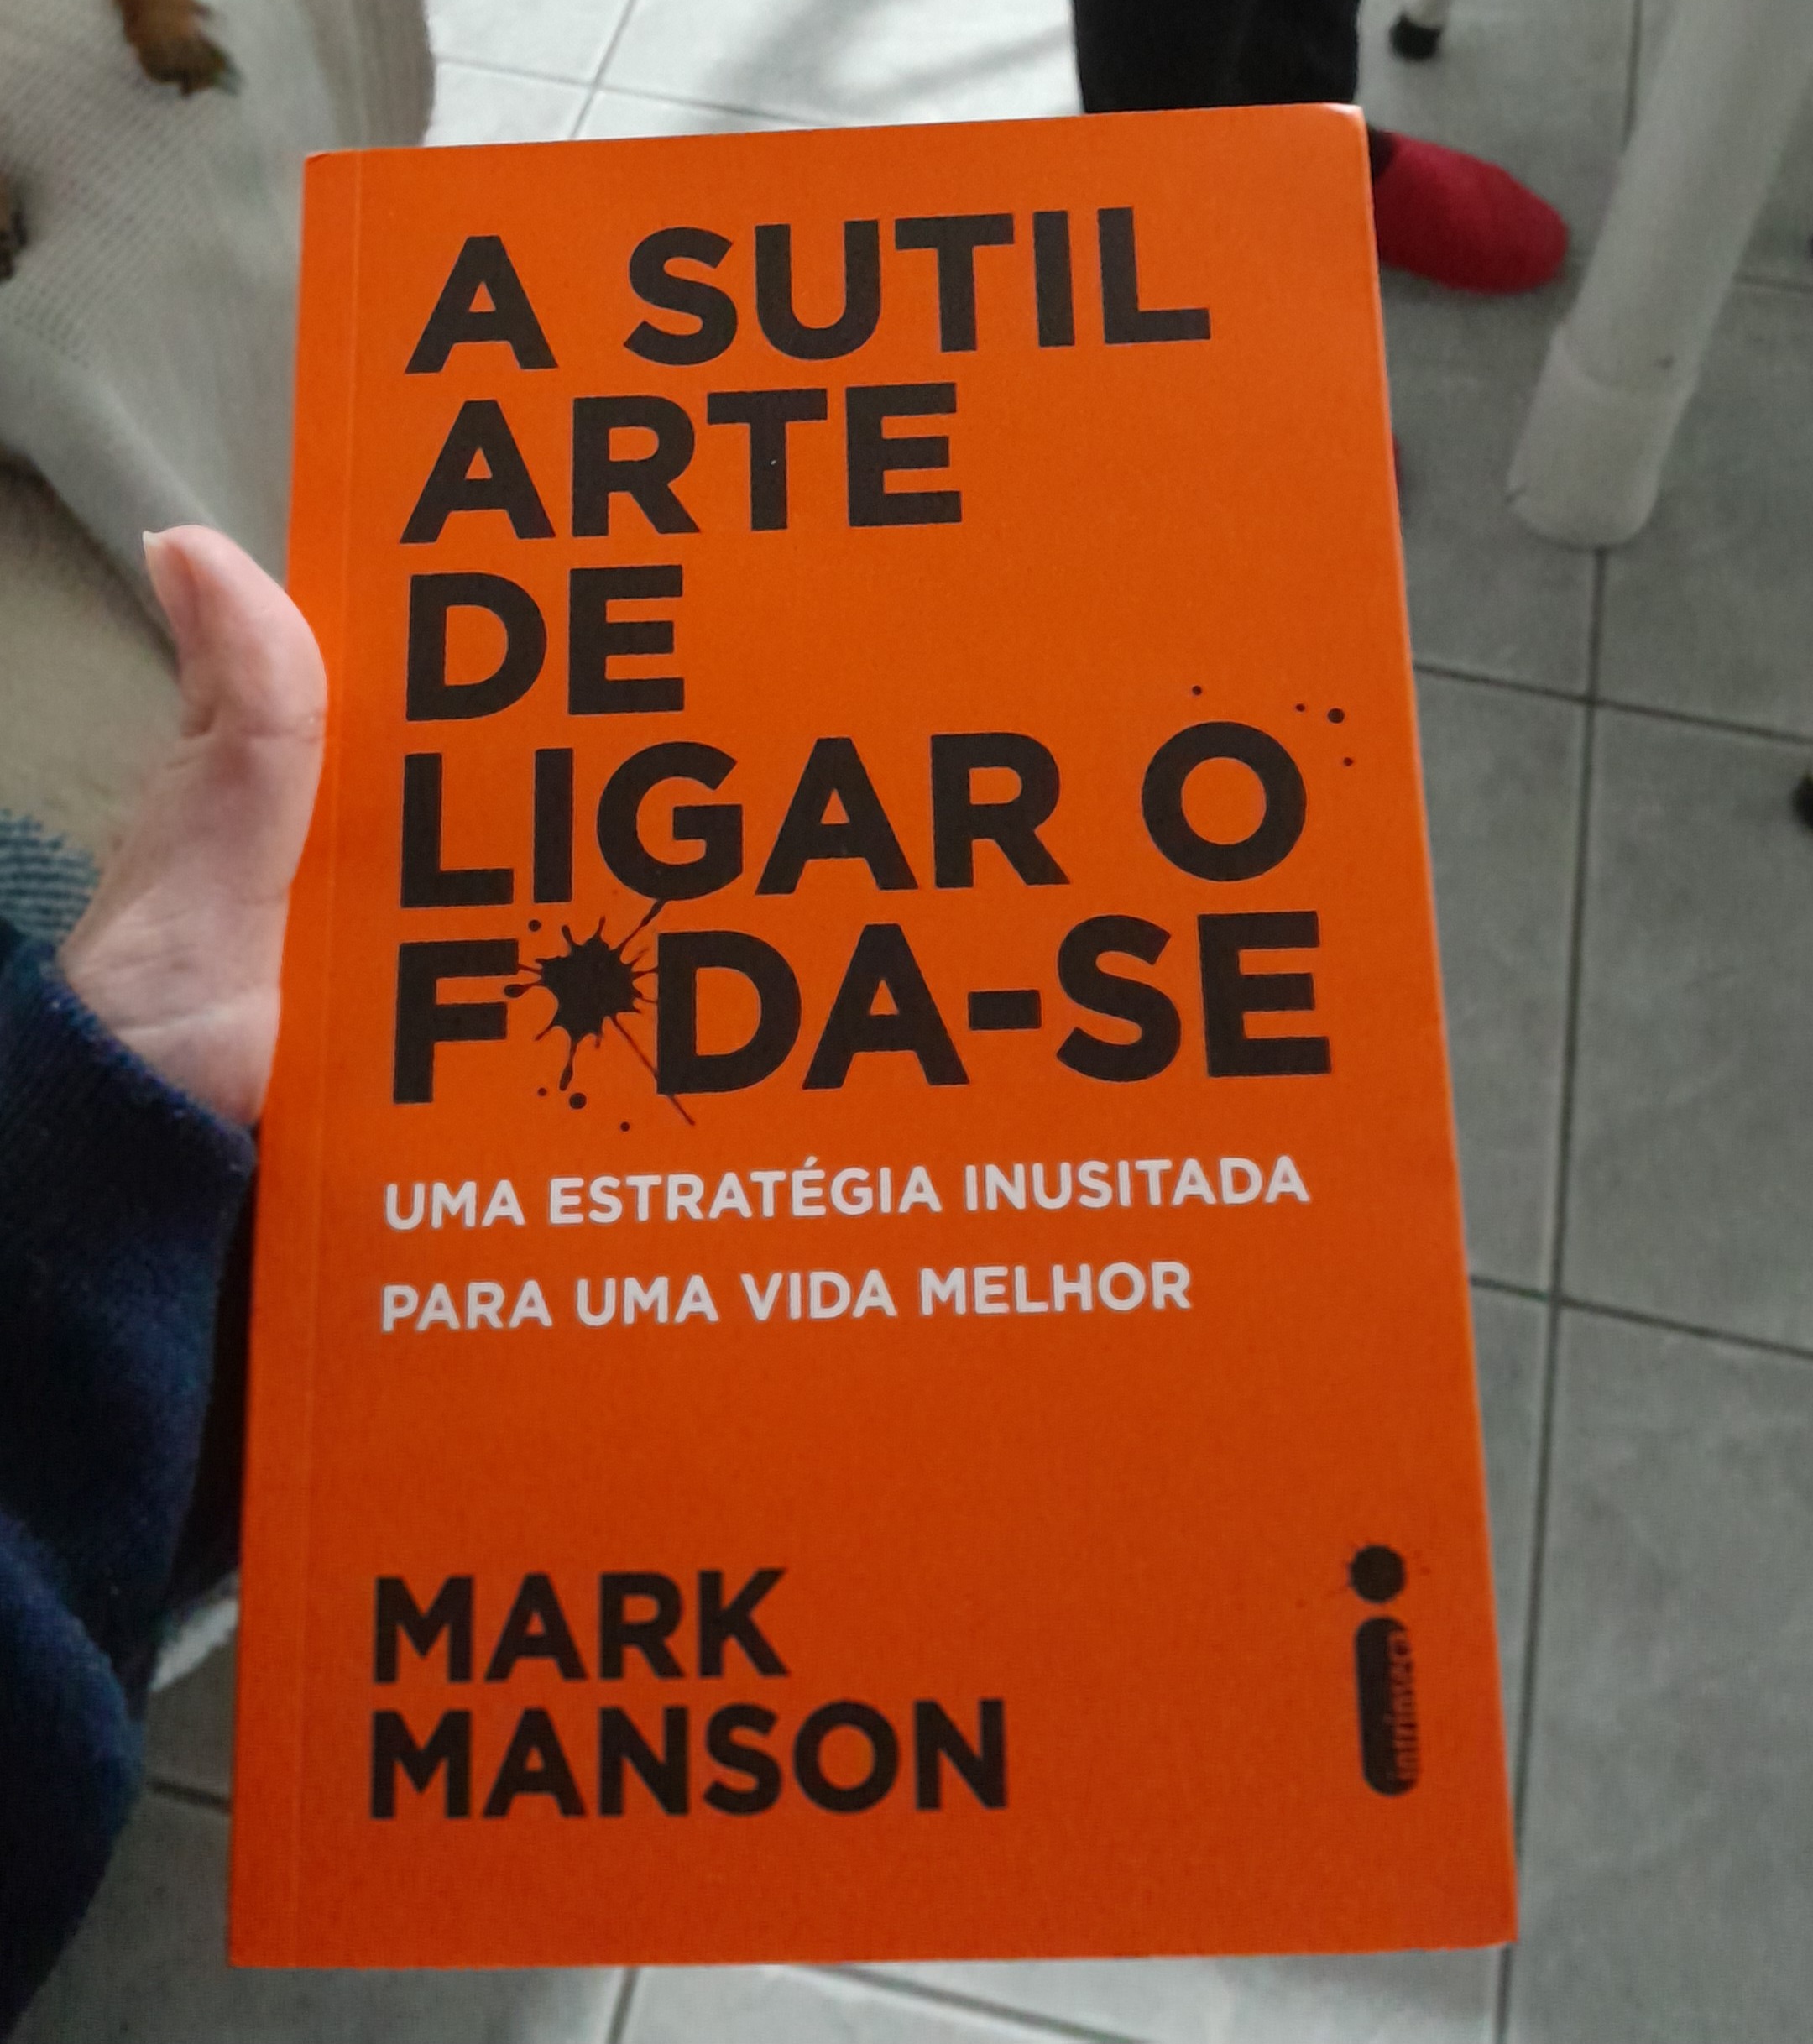 A SUTIL
ARTE
DE
LIGAR O
F*DA-SE
UMA ESTRATÉGIA INUSITADA
PARA UMA VIDA MELHOR
MARK
MANSON
intrínseca